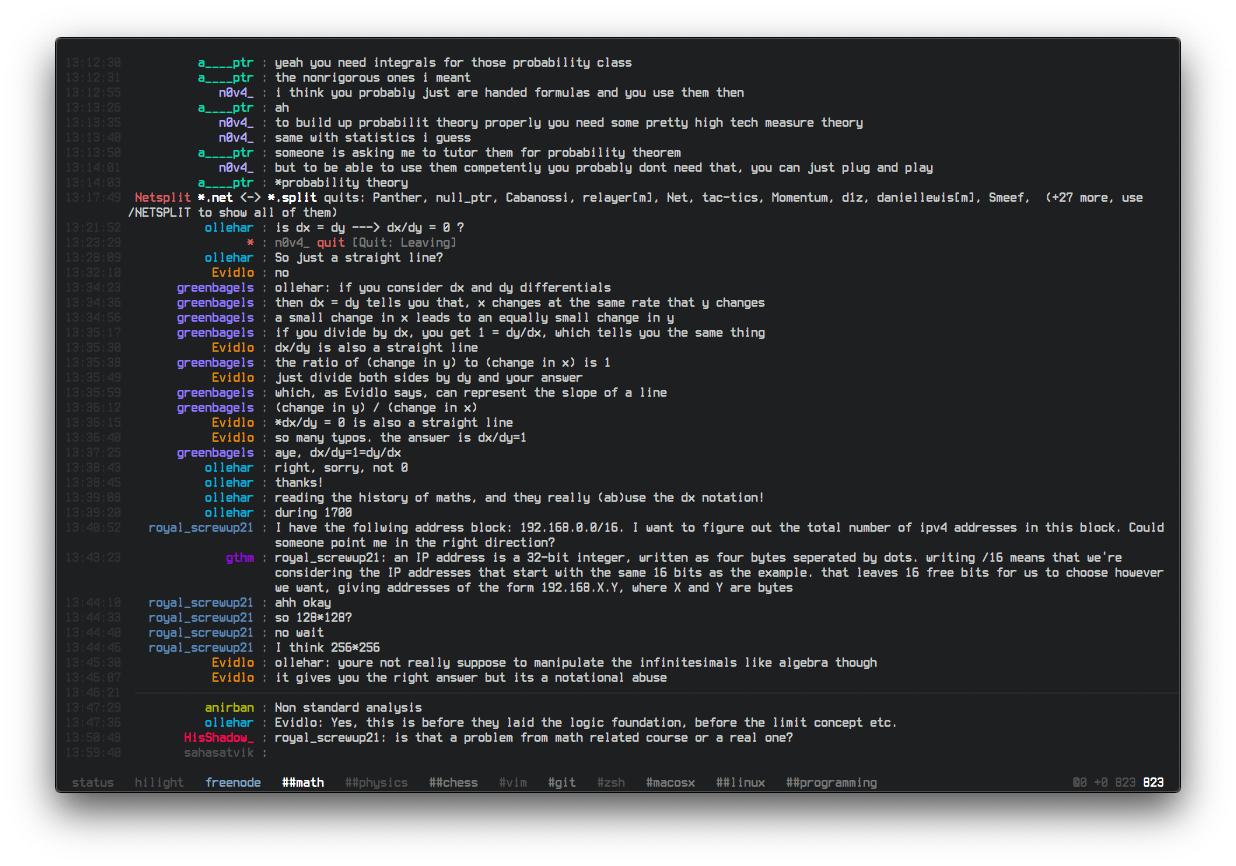 13:12:30 a____ptr : yeah you need integrals for those probability class
13:12:31 a____ptr : the nonrigorous ones i meant
13:12:55 n0v4_ : i think you probably just are handed formulas and you use them then
13:13:26 a____ptr : ah
13:13:35 n0v4_ : to build up probabilit theory properly you need some pretty high tech measure theory
13:13:40 n0v4_ : same with statistics i guess
13:13:50 a____ptr : someone is asking me to tutor them for probability theorem
13:14:01 n0v4_ : but to be able to use them competently you probably dont need that, you can just plug and play
13:14:03 a____ptr : *probability theory
13:17:49 Netsplit *.net <-> *.split quits: Panther, null_ptr, Cabanossi, relayer[m], Net, tac-tics, Momentum, d1z, daniellewis[m], Smeef, (+27 more, use
/NETSPLIT to show all of them)
13:21:52 ollehar : is dx = dy ---> dx/dy = 0 ?
13:23:29 * : n0v4_ quit [Quit: Leaving]
13:28:09 ollehar : So just a straight line?
13:32:10 Evidlo : no
13:34:23 greenbagels : ollehar: if you consider dx and dy differentials
13:34:36 greenbagels : then dx = dy tells you that, x changes at the same rate that y changes
13:34:56 greenbagels : a small change in x leads to an equally small change in y
13:35:17 greenbagels : if you divide by dx, you get 1 = dy/dx, which tells you the same thing
13:35:30 Evidlo : dx/dy is also a straight line
13:35:38 greenbagels : the ratio of (change in y) to (change in x) is 1
13:35:49 Evidlo : just divide both sides by dy and your answer
13:35:59 greenbagels : which, as Evidlo says, can represent the slope of a line
13:36:12 greenbagels : (change in y) / (change in x)
13:36:15 Evidlo : *dx/dy = 0 is also a straight line
13:36:40 Evidlo : so many typos. the answer is dx/dy=1
13:37:25 greenbagels : aye, dx/dy=1=dy/dx
13:38:43 ollehar : right, sorry, not 0
13:38:45 ollehar : thanks!
13:39:08 ollehar : reading the history of maths, and they really (ab)use the dx notation!
13:39:20 ollehar : during 1700
13:40:52 royal_screwup21 : I have the follwing address block: 192.168.0.0/16. I want to figure out the total number of ipv4 addresses in this block. Could
someone point me in the right direction?
13:43:23 gthm : royal_screwup21: an IP address is a 32-bit integer, written as four bytes seperated by dots. writing /16 means that we're
considering the IP addresses that start with the same 16 bits as the example. that leaves 16 free bits for us to choose however
we want, giving addresses of the form 192.168.X.Y, where X and Y are bytes
13:44:10 royal_screwup21 : ahh okay
13:44:33 royal_screwup21 : so 128*128?
13:44:40 royal_screwup21 : no wait
13:44:46 royal_screwup21 : I think 256*256
13:45:30 Evidlo : ollehar: youre not really suppose to manipulate the infinitesimals like algebra though
13:46:07 Evidlo : it gives you the right answer but its a notational abuse
13:46:21
13:47:29 anirban : Non standard analysis
13:47:36 ollehar : Evidlo: Yes, this is before they laid the logic foundation, before the limit concept etc.
13:50:48 HisShadow_ : royal_screwup21: is that a problem from math related course or a real one?
13:59:40 sahasatvik :
status hilight freenode ##math ##physics ##chess #vim #git #zsh #macosx ##linux ##programming @0 +0 823 823